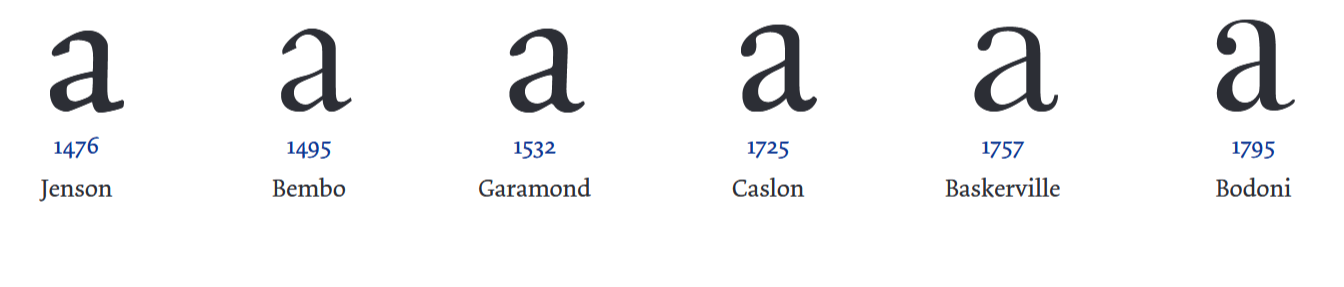 a a a a a a
1476 1495 1532 1725 1757 1795
Jenson Bembo Garamond Caslon Baskerville Bodoni